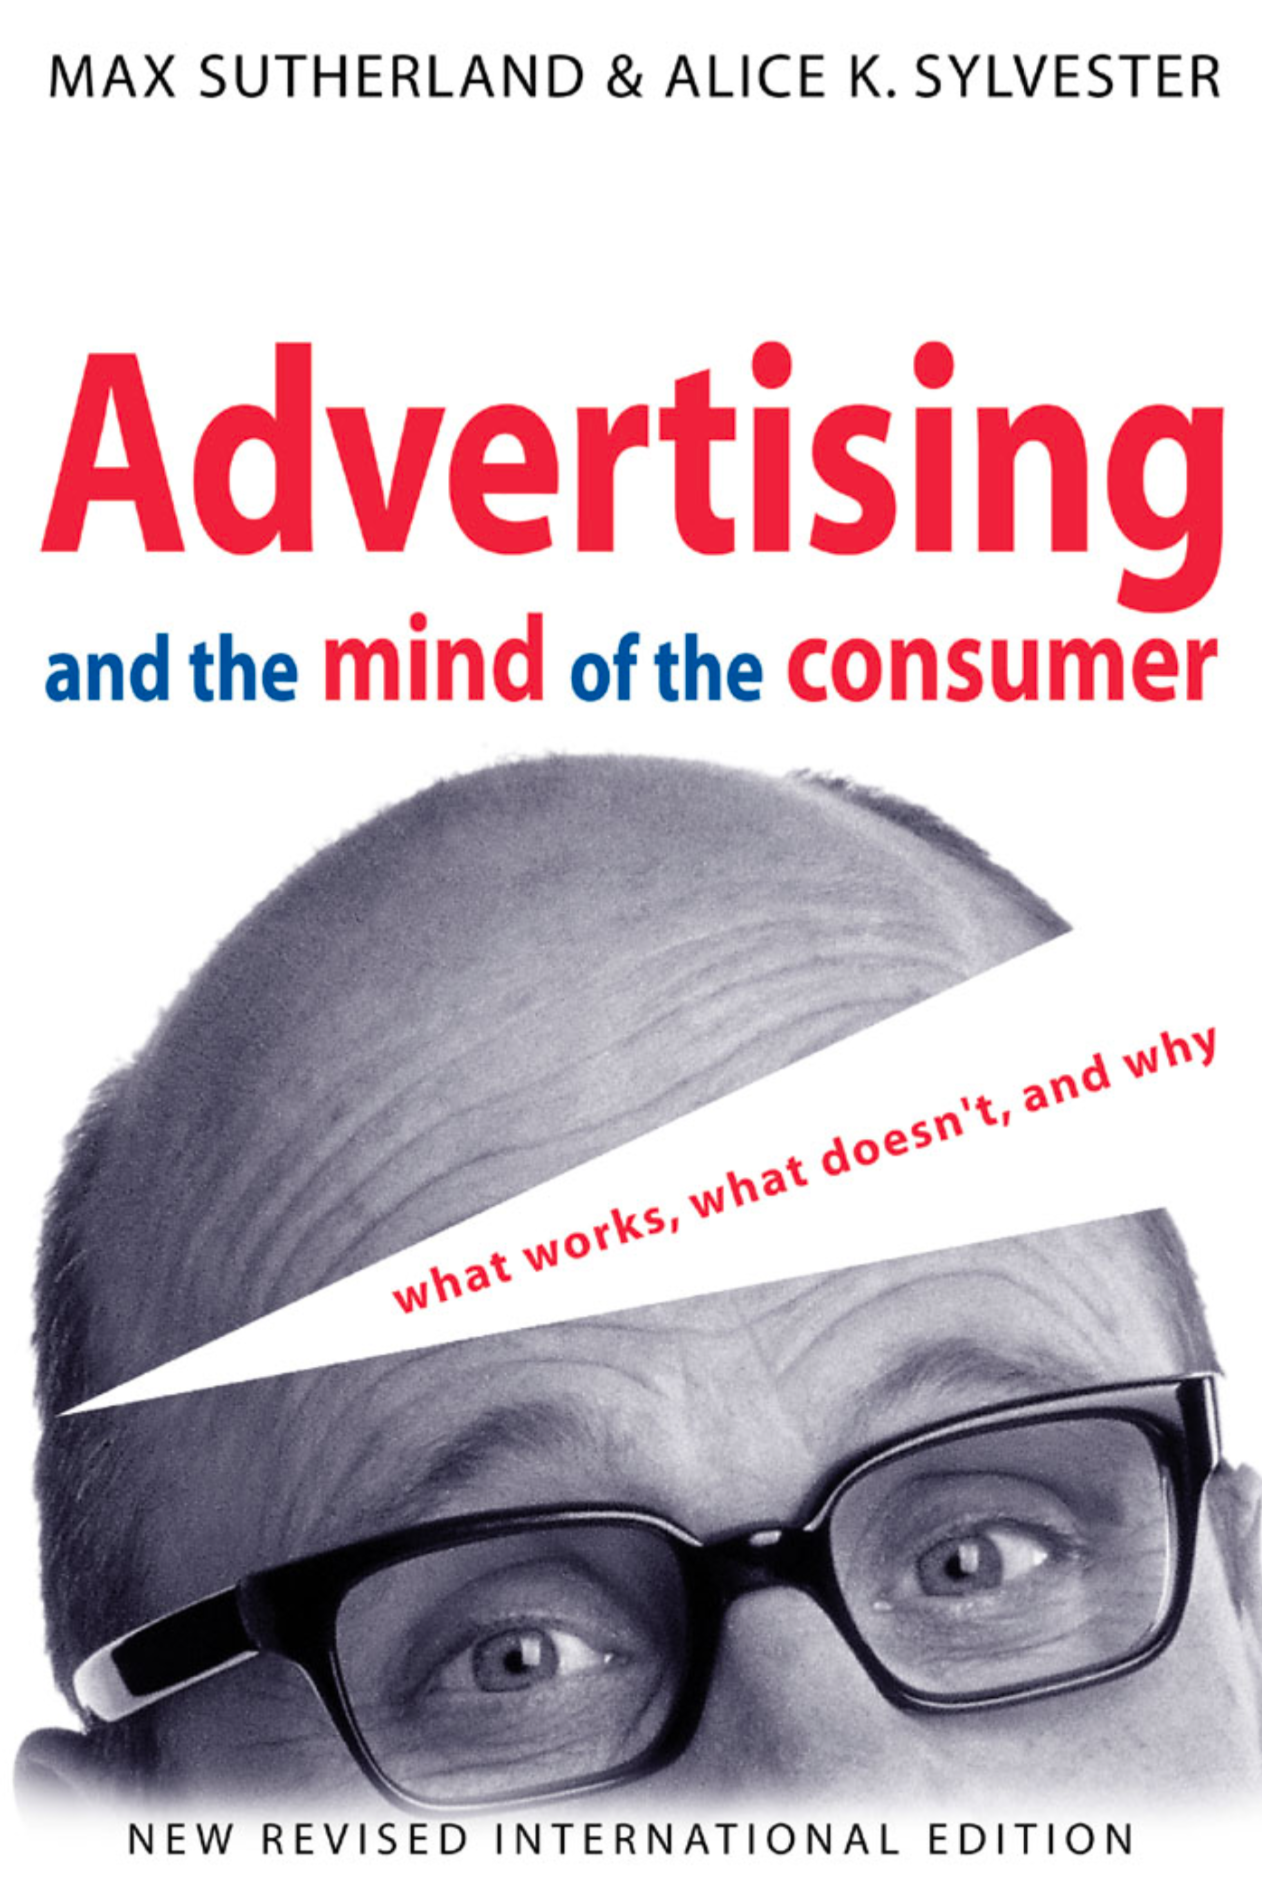 MAX SUTHERLAND & ALICE K. SYLVESTER
Advertising
and the mind of the consumer
what works, what doesn't, and why
NEW REVISED INTERNATIONAL EDITION